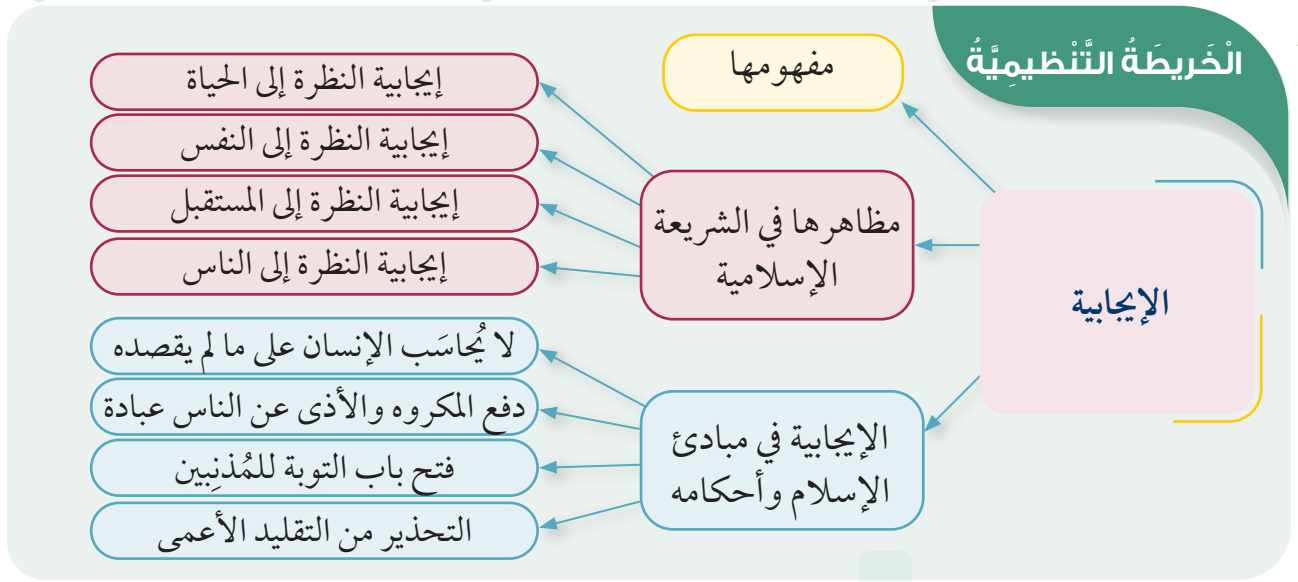 الْخَريطَةُ التَّنْظيمِيَّةُ
الإيجابية
مفهومها
مظاهرها في الشريعة
الإسلامية
إيجابية النظرة إلى الحياة
إيجابية النظرة إلى النفس
إيجابية النظرة إلى المستقبل
إيجابية النظرة إلى الناس
الإيجابية في مبادئ
الإسلام وأحكامه
لا يُحاسَب الإنسان على ما لم يقصده
دفع المكروه والأذى عن الناس عبادة
فتح باب التوبة للمُذنِبين
التحذير من التقليد الأعمى